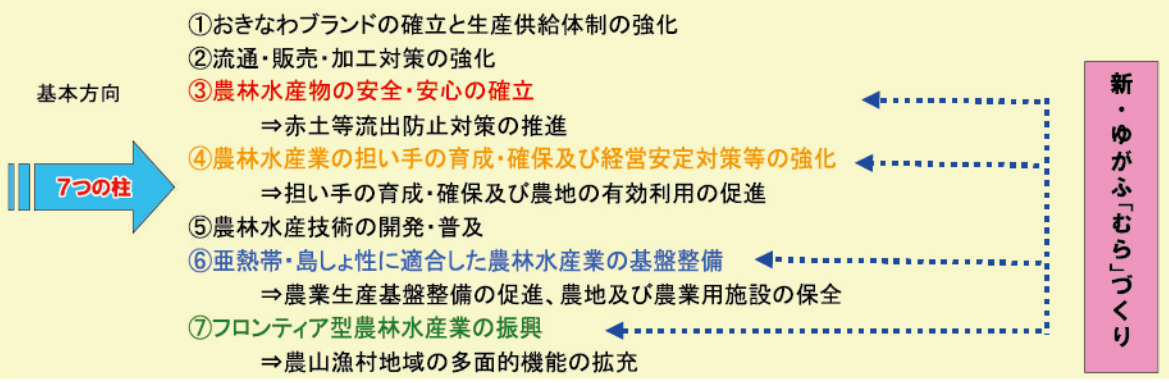 ①おきなわブランドの確立と生産供給体制の強化
②流通・販売・加工対策の強化
基本方向
③農林水産物の安全・安心の確立
⇒赤土等流出防止対策の推進
④農林水産業の担い手の育成・確保及び経営安定対策等の強化
7つの柱
⇒担い手の育成・確保及び農地の有効利用の促進
⑤農林水産技術の開発・普及
⑥亜熱帯・島しょ性に適合した農林水産業の基盤整備
⇒農業生産基盤整備の促進、農地及び農業用施設の保全
⑦フロンティア型農林水産業の振興
⇒農山漁村地域の多面的機能の拡充
新・ゆがふ「むら」づくり